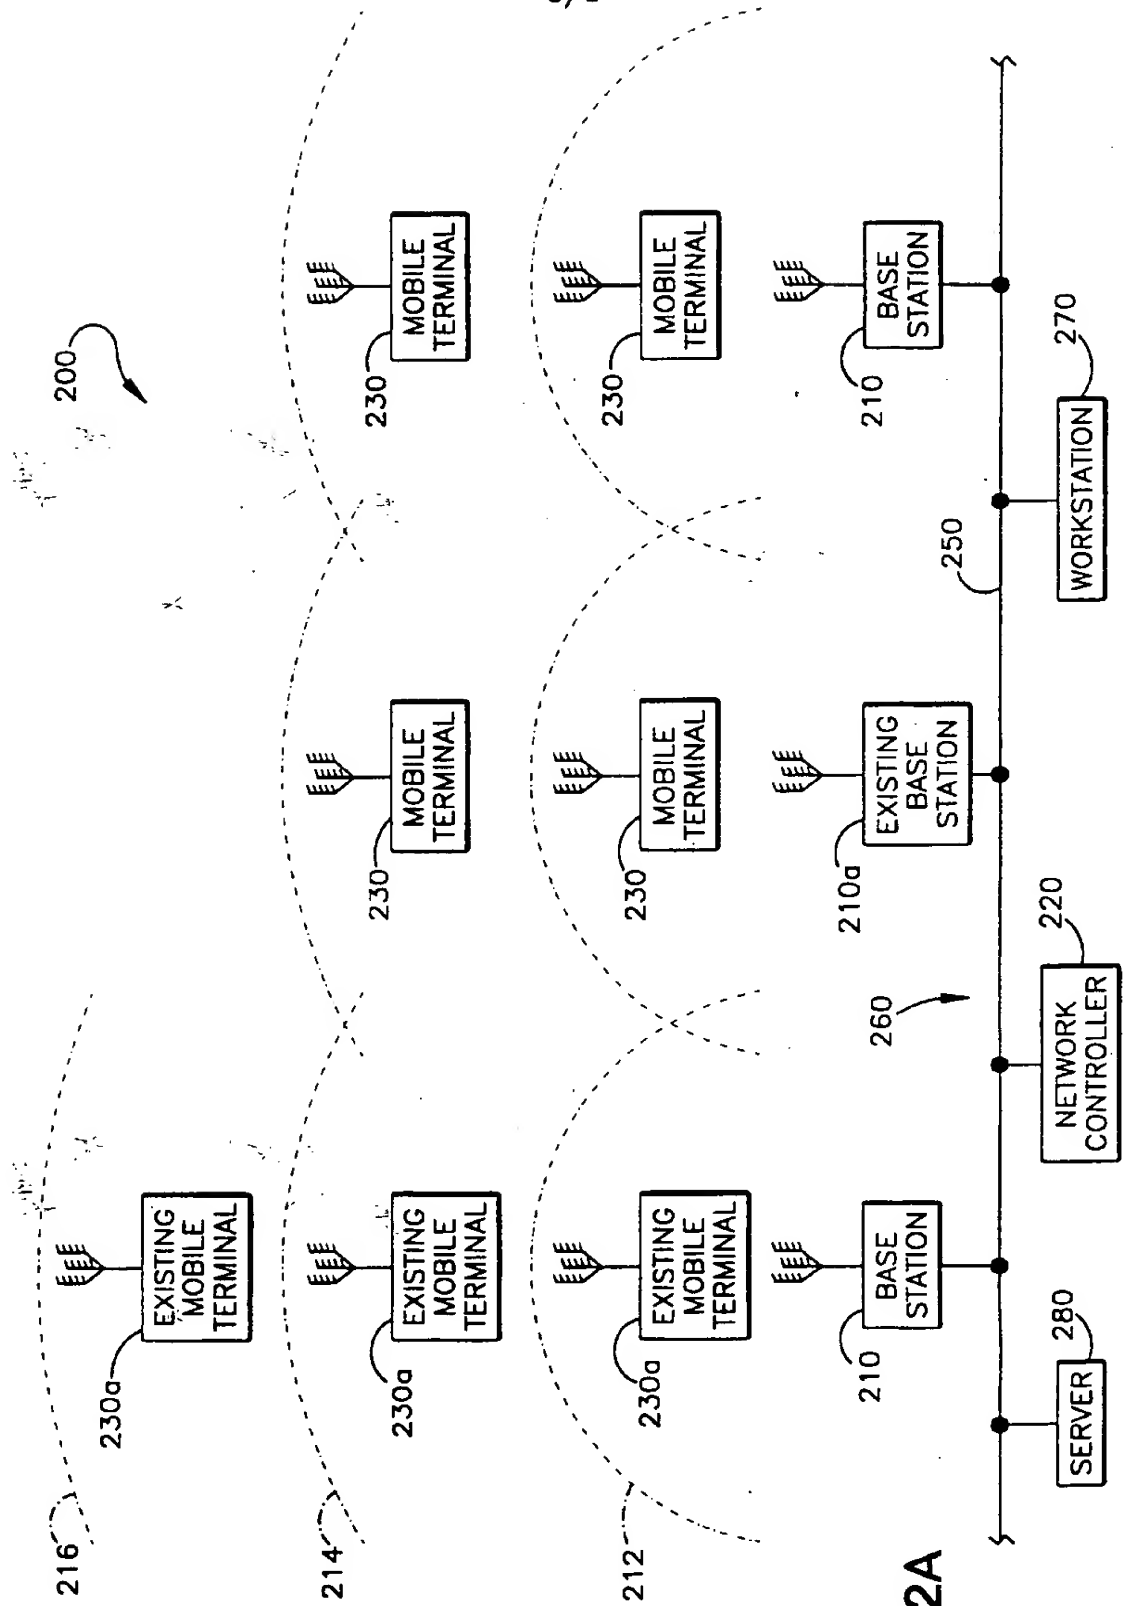 216
200
230a
EXISTING
MOBILE
TERMINAL
214
230a
EXISTING
MOBILE
TERMINAL
230
MOBILE
TERMINAL
230
MOBILE
TERMINAL
212
230a
EXISTING
MOBILE
TERMINAL
230
MOBILE
TERMINAL
230
MOBILE
TERMINAL
210
BASE
STATION
210a
EXISTING
BASE
STATION
210
BASE
STATION
260
250
2A
280
SERVER
220
NETWORK
CONTROLLER
270
WORKSTATION